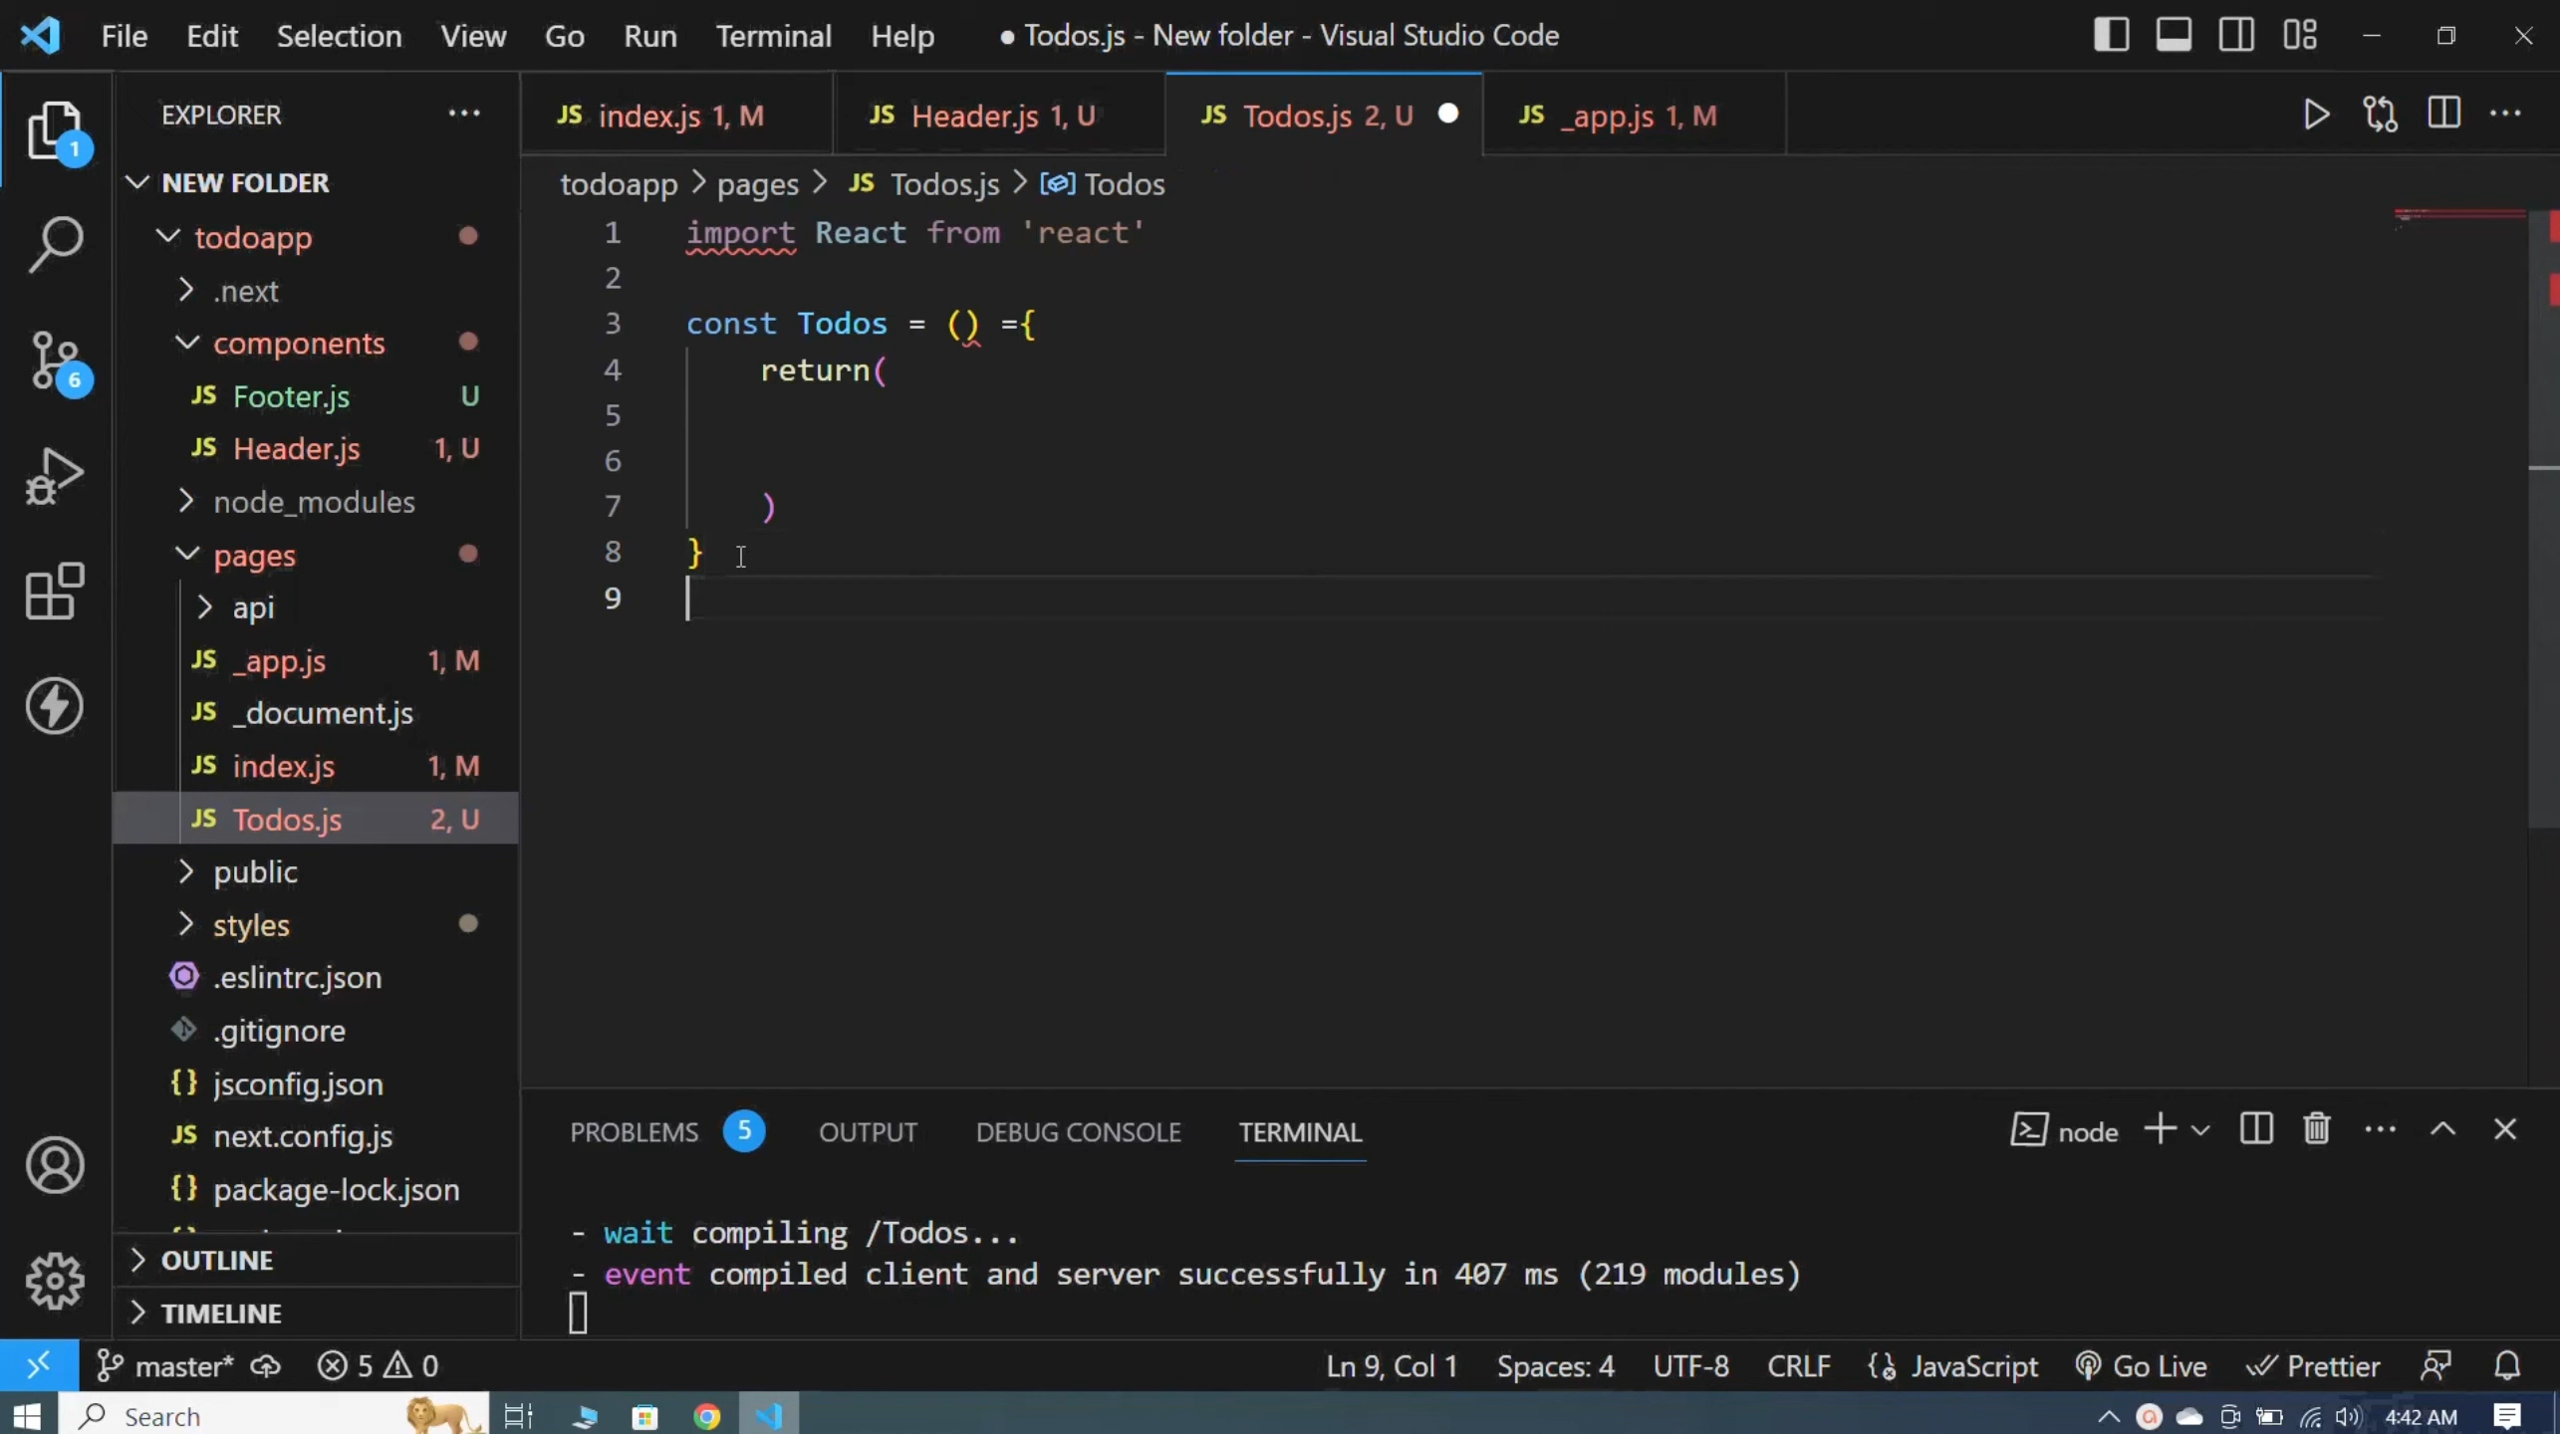 File Edit Selection View Go Run Terminal Help ● Todos.js - New folder - Visual Studio Code
EXPLORER
index.js 1, M
Header.js 1, U
Todos.js 2, U
_app.js 1, M
todoapp > pages > JS Todos.js > Todos
NEW FOLDER
todoapp
.next
components
JS Footer.js U
JS Header.js 1, U
node_modules
pages
api
JS _app.js 1, M
JS _document.js
JS index.js 1, M
JS Todos.js 2, U
public
styles
.eslintrc.json
.gitignore
{} jsconfig.json
JS next.config.js
{} package-lock.json
OUTLINE
TIMELINE
1 import React from 'react'
2
3 const Todos = () ={
4 return(
5
6
7 )
8 }
9
PROBLEMS 5 OUTPUT DEBUG CONSOLE TERMINAL
node
- wait compiling /Todos...
- event compiled client and server successfully in 407 ms (219 modules)
master* 5 0
Ln 9, Col 1 Spaces: 4 UTF-8 CRLF {} JavaScript Go Live Prettier
Search
4:42 AM
1
6